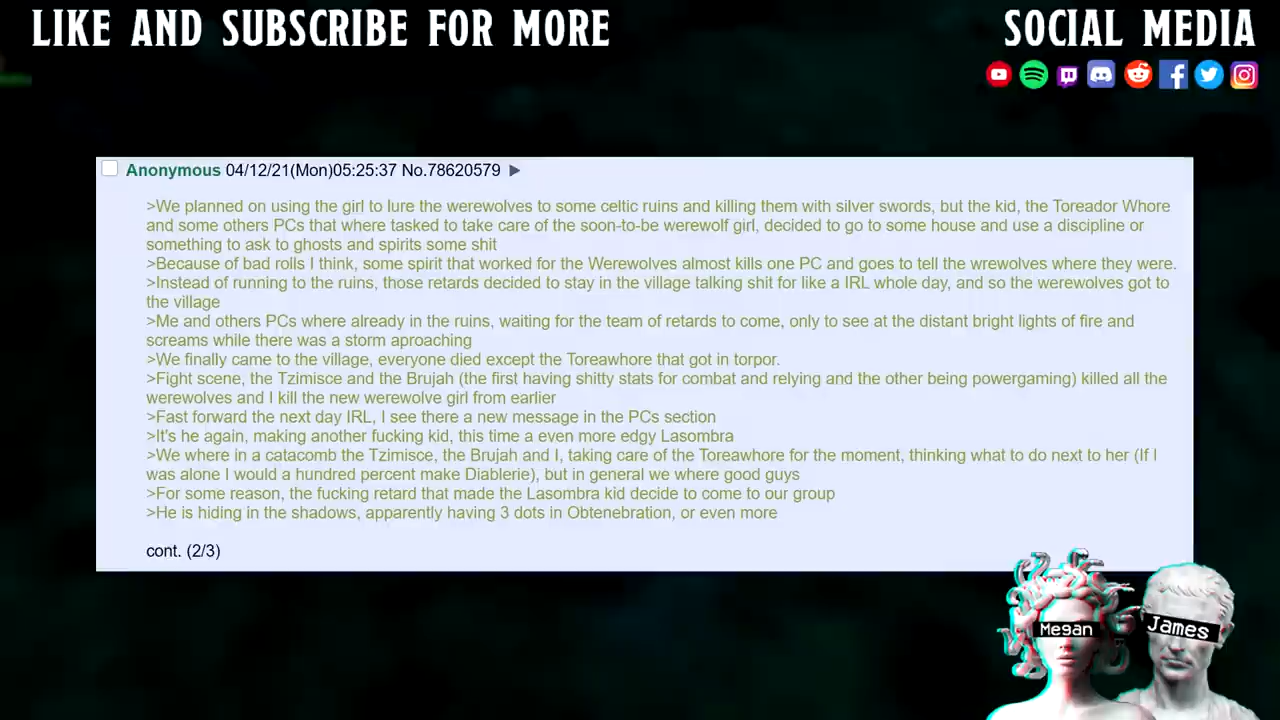 LIKE AND SUBSCRIBE FOR MORE
SOCIAL MEDIA
Anonymous 04/12/21(Mon)05:25:37 No.78620579 ▶
>We planned on using the girl to lure the werewolves to some celtic ruins and killing them with silver swords, but the kid, the Toreador Whore
and some others PCs that where tasked to take care of the soon-to-be werewolf girl, decided to go to some house and use a discipline or
something to ask to ghosts and spirits some shit
>Because of bad rolls I think, some spirit that worked for the Werewolves almost kills one PC and goes to tell the wrewolves where they were.
>Instead of running to the ruins, those retards decided to stay in the village talking shit for like a IRL whole day, and so the werewolves got to
the village
>Me and others PCs where already in the ruins, waiting for the team of retards to come, only to see at the distant bright lights of fire and
screams while there was a storm aproaching
>We finally came to the village, everyone died except the Toreawhore that got in torpor.
>Fight scene, the Tzimisce and the Brujah (the first having shitty stats for combat and relying and the other being powergaming) killed all the
werewolves and I kill the new werewolve girl from earlier
>Fast forward the next day IRL, I see there a new message in the PCs section
>It's he again, making another fucking kid, this time a even more edgy Lasombra
>We where in a catacomb the Tzimisce, the Brujah and I, taking care of the Toreawhore for the moment, thinking what to do next to her (If I
was alone I would a hundred percent make Diablerie), but in general we where good guys
>For some reason, the fucking retard that made the Lasombra kid decide to come to our group
>He is hiding in the shadows, apparently having 3 dots in Obtenebration, or even more
cont. (2/3)
Megan
James